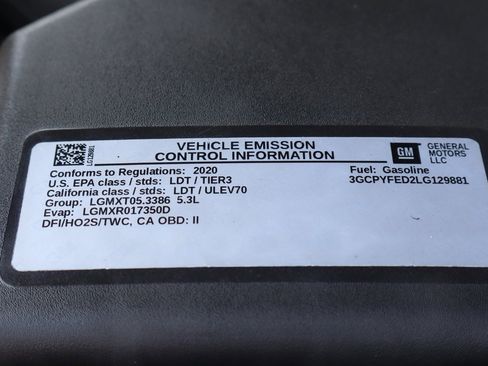 LG129881
VEHICLE EMISSION
CONTROL INFORMATION
GM
GENERAL
MOTORS
LLC
Conforms to Regulations: 2020
Fuel: Gasoline
U.S. EPA class / stds: LDT / TIER3
3GCPYFED2LG129881
California class / stds: LDT / ULEV70
Group: LGMXT05.3386 5.3L
Evap: LGMXR017350D
DFI/HO2S/TWC, CA OBD: II